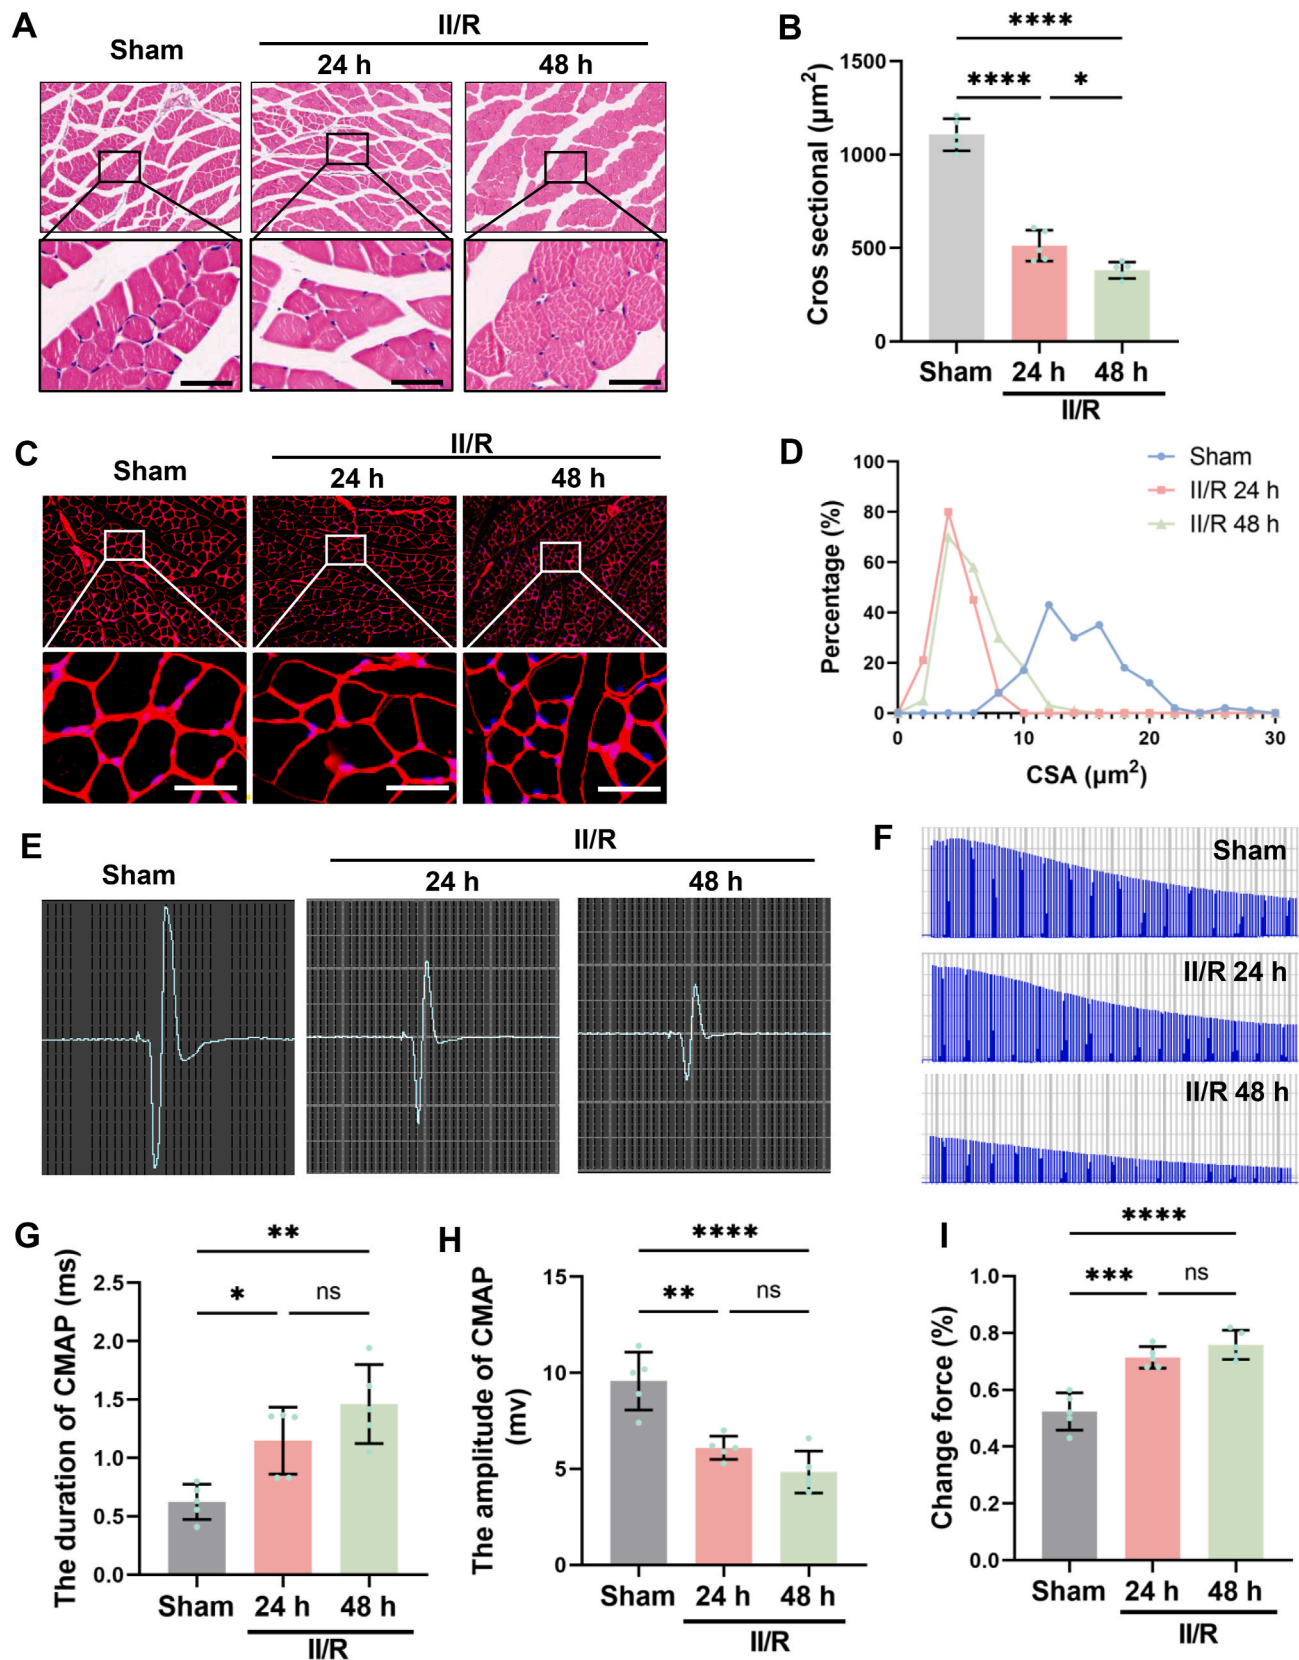 A
Sham
II/R
24 h
48 h
B
****
****
*
Cros sectional (μm²)
1500
1000
500
0
Sham
24 h
48 h
II/R
C
Sham
II/R
24 h
48 h
D
Sham
II/R 24 h
II/R 48 h
Percentage (%)
100
80
60
40
20
0
0
10
20
30
CSA (μm²)
E
Sham
II/R
24 h
48 h
F
Sham
II/R 24 h
II/R 48 h
G
**
*
ns
The duration of CMAP (ms)
2.5
2.0
1.5
1.0
0.5
0.0
Sham
24 h
48 h
II/R
H
****
**
ns
The amplitude of CMAP
(mv)
15
10
5
0
Sham
24 h
48 h
II/R
I
****
***
ns
Change force (%)
1.0
0.8
0.6
0.4
0.2
0.0
Sham
24 h
48 h
II/R